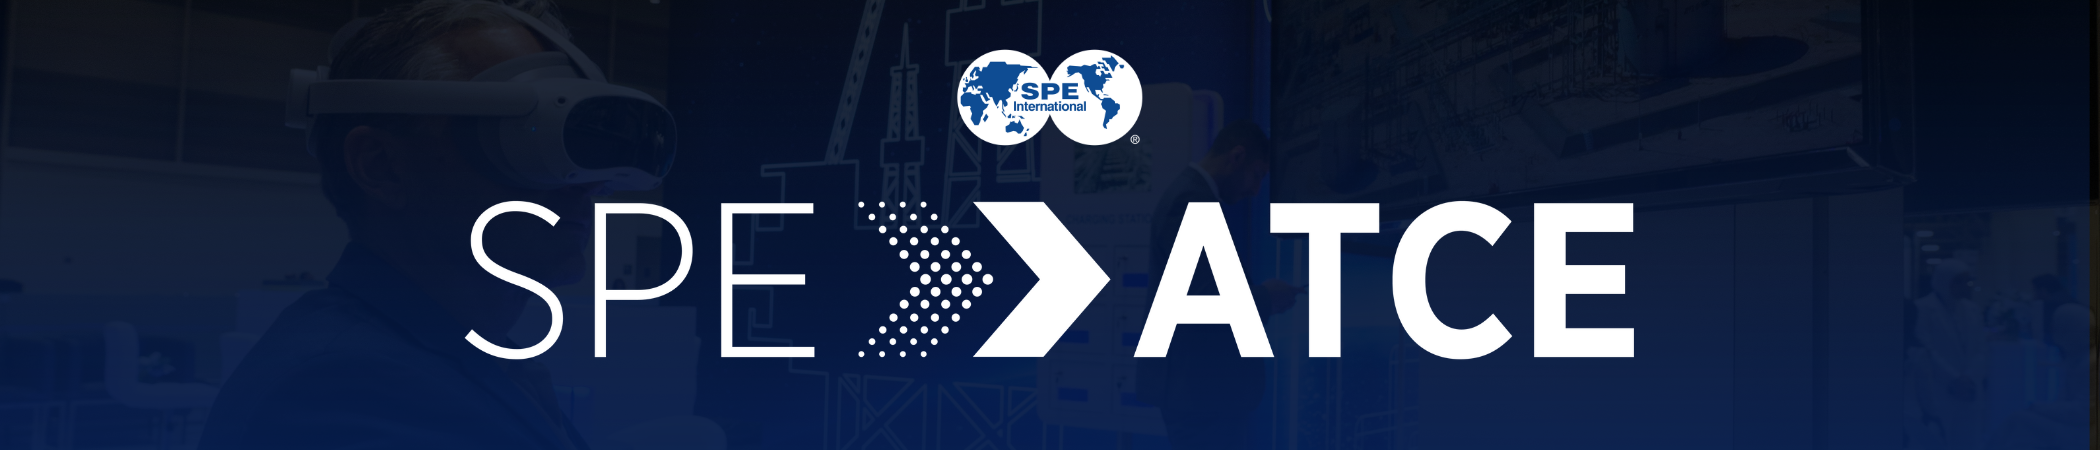 SPE
International
®
SPE ATCE